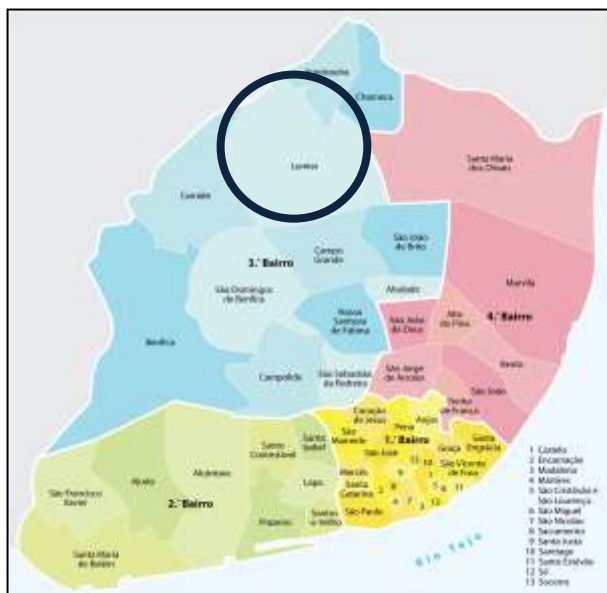 Charneca
Lumiar
Santa Maria
dos Olivais
Carnide
3.° Bairro
Campo
Grande
São João
de Brito
São Domingos
de Benfica
Alvalade
Marvila
4.° Bairro
Nossa
Senhora
de Fátima
São João
de Deus
Alto
do Pina
Benfica
Beato
Campolide
São Sebastião
da Pedreira
São Jorge
de Arroios
São João
Penha
de França
Coração
de Jesus
Anjos
Pena
Santo
Condestável
Santa
Isabel
São
Mamede
1.° Bairro
São José
Graça
Santa
Engrácia
São Vicente
de Fora
Alcântara
Ajuda
Lapa
Mercês
Santa
Catarina
São Paulo
São Francisco
Xavier
2.° Bairro
Prazeres
Santos
-o-Velho
Santa Maria
de Belém
Rio Tejo
1 Castelo
2 Encarnação
3 Madalena
4 Mártires
5 São Cristóvão e
São Lourenço
6 São Miguel
7 São Nicolau
8 Sacramento
9 Santa Justa
10 Santiago
11 Santo Estêvão
12 Sé
13 Socorro